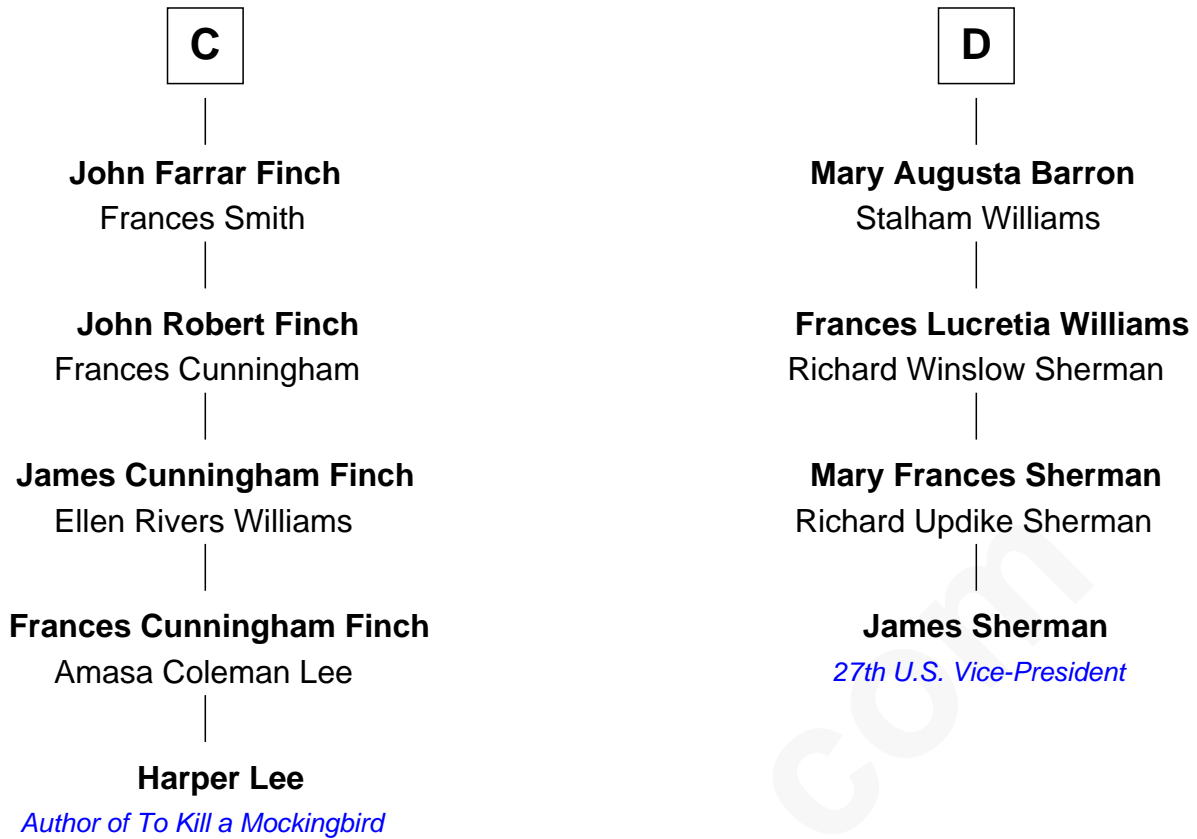 C
John Farrar Finch
Frances Smith
John Robert Finch
Frances Cunningham
James Cunningham Finch
Ellen Rivers Williams
Frances Cunningham Finch
Amasa Coleman Lee
Harper Lee
Author of To Kill a Mockingbird
D
Mary Augusta Barron
Stalham Williams
Frances Lucretia Williams
Richard Winslow Sherman
Mary Frances Sherman
Richard Updike Sherman
James Sherman
27th U.S. Vice-President
com